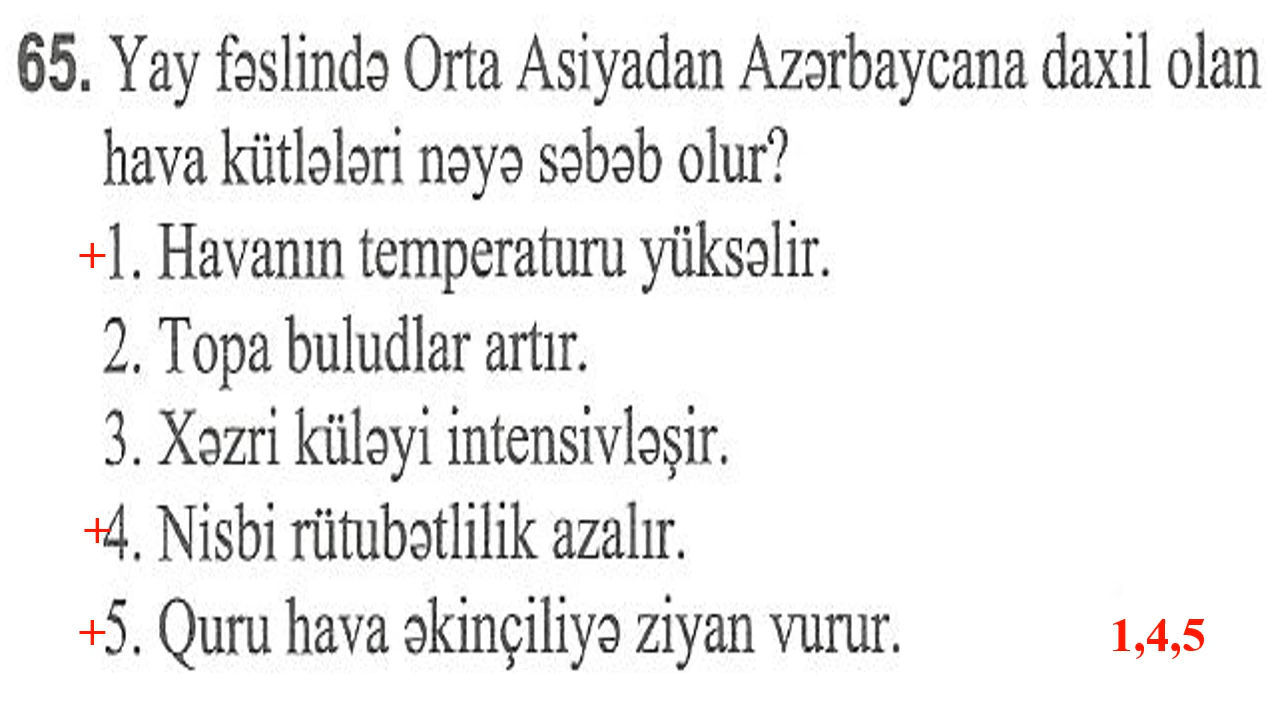 65. Yay fəslində Orta Asiyadan Azərbaycana daxil olan
hava kütlələri nəyə səbəb olur?
+1. Havanın temperaturu yüksəlir.
2. Topa buludlar artır.
3. Xəzri küləyi intensivləşir.
+4. Nisbi rütubətlilik azalır.
+5. Quru hava əkinçiliyə ziyan vurur. 1,4,5